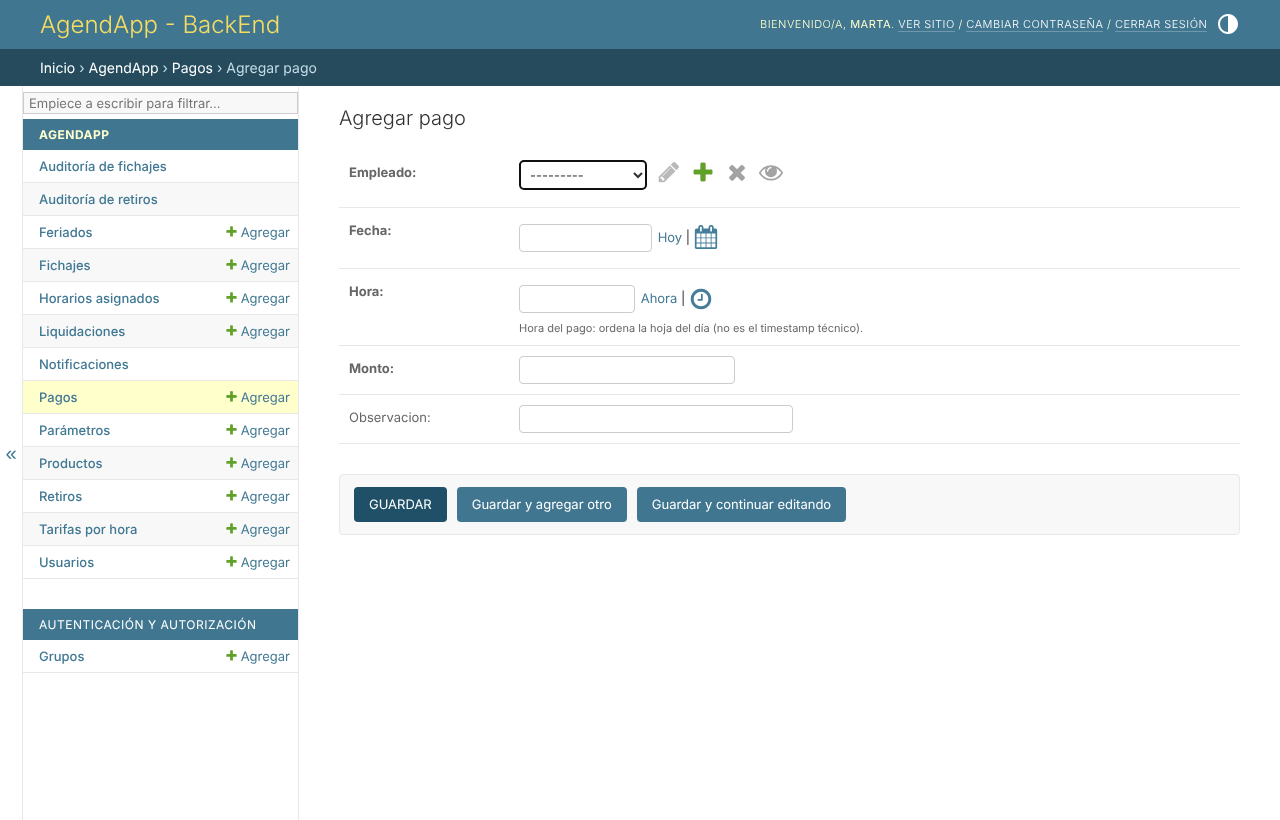 AgendApp - BackEnd
BIENVENIDO/A, MARTA. VER SITIO / CAMBIAR CONTRASEÑA / CERRAR SESIÓN
Inicio › AgendApp › Pagos › Agregar pago
Empiece a escribir para filtrar...
AGENDAPP
Auditoría de fichajes
Auditoría de retiros
Feriados Agregar
Fichajes Agregar
Horarios asignados Agregar
Liquidaciones Agregar
Notificaciones
Pagos Agregar
Parámetros Agregar
Productos Agregar
Retiros Agregar
Tarifas por hora Agregar
Usuarios Agregar
AUTENTICACIÓN Y AUTORIZACIÓN
Grupos Agregar
«
Agregar pago
Empleado: ---------
Fecha: Hoy |
Hora: Ahora |
Hora del pago: ordena la hoja del día (no es el timestamp técnico).
Monto:
Observacion:
GUARDAR Guardar y agregar otro Guardar y continuar editando